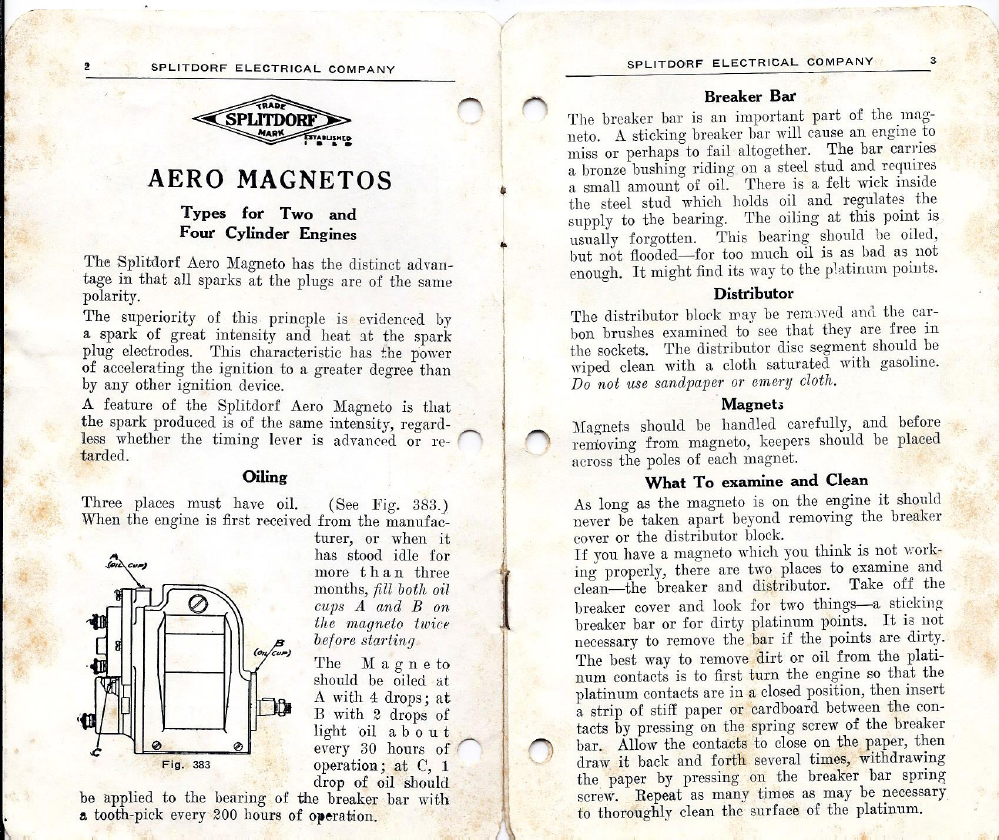 2 SPLITDORF ELECTRICAL COMPANY
TRADE
SPLITDORF
MARK
ESTABLISHED
1858
AERO MAGNETOS
Types for Two and
Four Cylinder Engines
The Splitdorf Aero Magneto has the distinct advan-
tage in that all sparks at the plugs are of the same
polarity.
The superiority of this princple is evidenced by
a spark of great intensity and heat at the spark
plug electrodes. This characteristic has the power
of accelerating the ignition to a greater degree than
by any other ignition device.
A feature of the Splitdorf Aero Magneto is that
the spark produced is of the same intensity, regard-
less whether the timing lever is advanced or re-
tarded.
Oiling
Three places must have oil. (See Fig. 383.)
When the engine is first received from the manufac-
turer, or when it
has stood idle for
more than three
months, fill both oil
cups A and B on
the magneto twice
before starting.
The Magneto
should be oiled at
A with 4 drops; at
B with 2 drops of
light oil about
every 30 hours of
operation; at C, 1
drop of oil should
be applied to the bearing of the breaker bar with
a tooth-pick every 200 hours of operation.
A
(OIL CUP)
B
(OIL CUP)
C
Fig. 383
SPLITDORF ELECTRICAL COMPANY 3
Breaker Bar
The breaker bar is an important part of the mag-
neto. A sticking breaker bar will cause an engine to
miss or perhaps to fail altogether. The bar carries
a bronze bushing riding on a steel stud and requires
a small amount of oil. There is a felt wick inside
the steel stud which holds oil and regulates the
supply to the bearing. The oiling at this point is
usually forgotten. This bearing should be oiled,
but not flooded—for too much oil is as bad as not
enough. It might find its way to the platinum points.
Distributor
The distributor block may be removed and the car-
bon brushes examined to see that they are free in
the sockets. The distributor disc segment should be
wiped clean with a cloth saturated with gasoline.
Do not use sandpaper or emery cloth.
Magnets
Magnets should be handled carefully, and before
removing from magneto, keepers should be placed
across the poles of each magnet.
What To examine and Clean
As long as the magneto is on the engine it should
never be taken apart beyond removing the breaker
cover or the distributor block.
If you have a magneto which you think is not work-
ing properly, there are two places to examine and
clean—the breaker and distributor. Take off the
breaker cover and look for two things—a sticking
breaker bar or for dirty platinum points. It is not
necessary to remove the bar if the points are dirty.
The best way to remove dirt or oil from the plati-
num contacts is to first turn the engine so that the
platinum contacts are in a closed position, then insert
a strip of stiff paper or cardboard between the con-
tacts by pressing on the spring screw of the breaker
bar. Allow the contacts to close on the paper, then
draw it back and forth several times, withdrawing
the paper by pressing on the breaker bar spring
screw. Repeat as many times as may be necessary
to thoroughly clean the surface of the platinum.